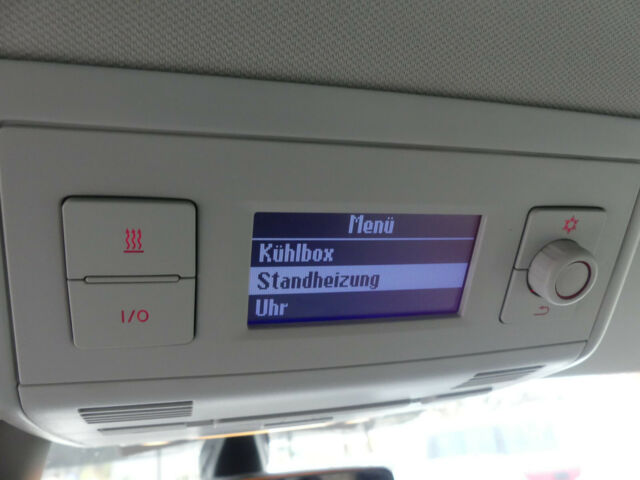 Menü
Kühlbox
Standheizung
Uhr
I/O